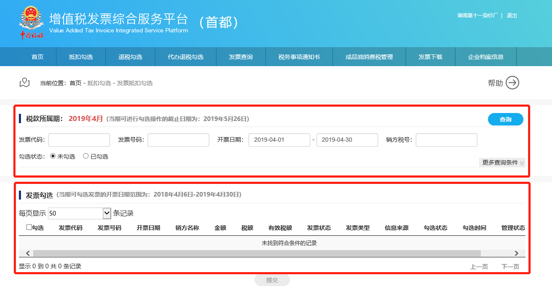 增值税发票综合服务平台（首都）
Value Added Tax Invoice Integrated Service Platform
退出
首页 抵扣勾选 退税勾选 代办退税勾选 发票查询 税务事项通知书 成品油消费税管理 发票下载 企业购能信息
当前位置：首页 - 抵扣勾选 - 发票抵扣勾选
帮助
税款所属期： 2019年4月 (当期可进行勾选操作的截止日期为：2019年5月26日)
查询
发票代码： 发票号码： 开票日期： 2019-04-01 - 2019-04-30 销方税号：
勾选状态： 未勾选 已勾选
更多查询条件
发票勾选 (当期可勾选发票的开票日期范围为：2018年4月6日-2019年4月30日)
每页显示 50 条记录
勾选 发票代码 发票号码 开票日期 销方名称 金额 税额 有效税额 发票状态 发票类型 信息来源 勾选状态 勾选时间 管理状态
未找到符合条件的记录
显示 0 到 0 共 0 条记录
上一页 下一页
提交